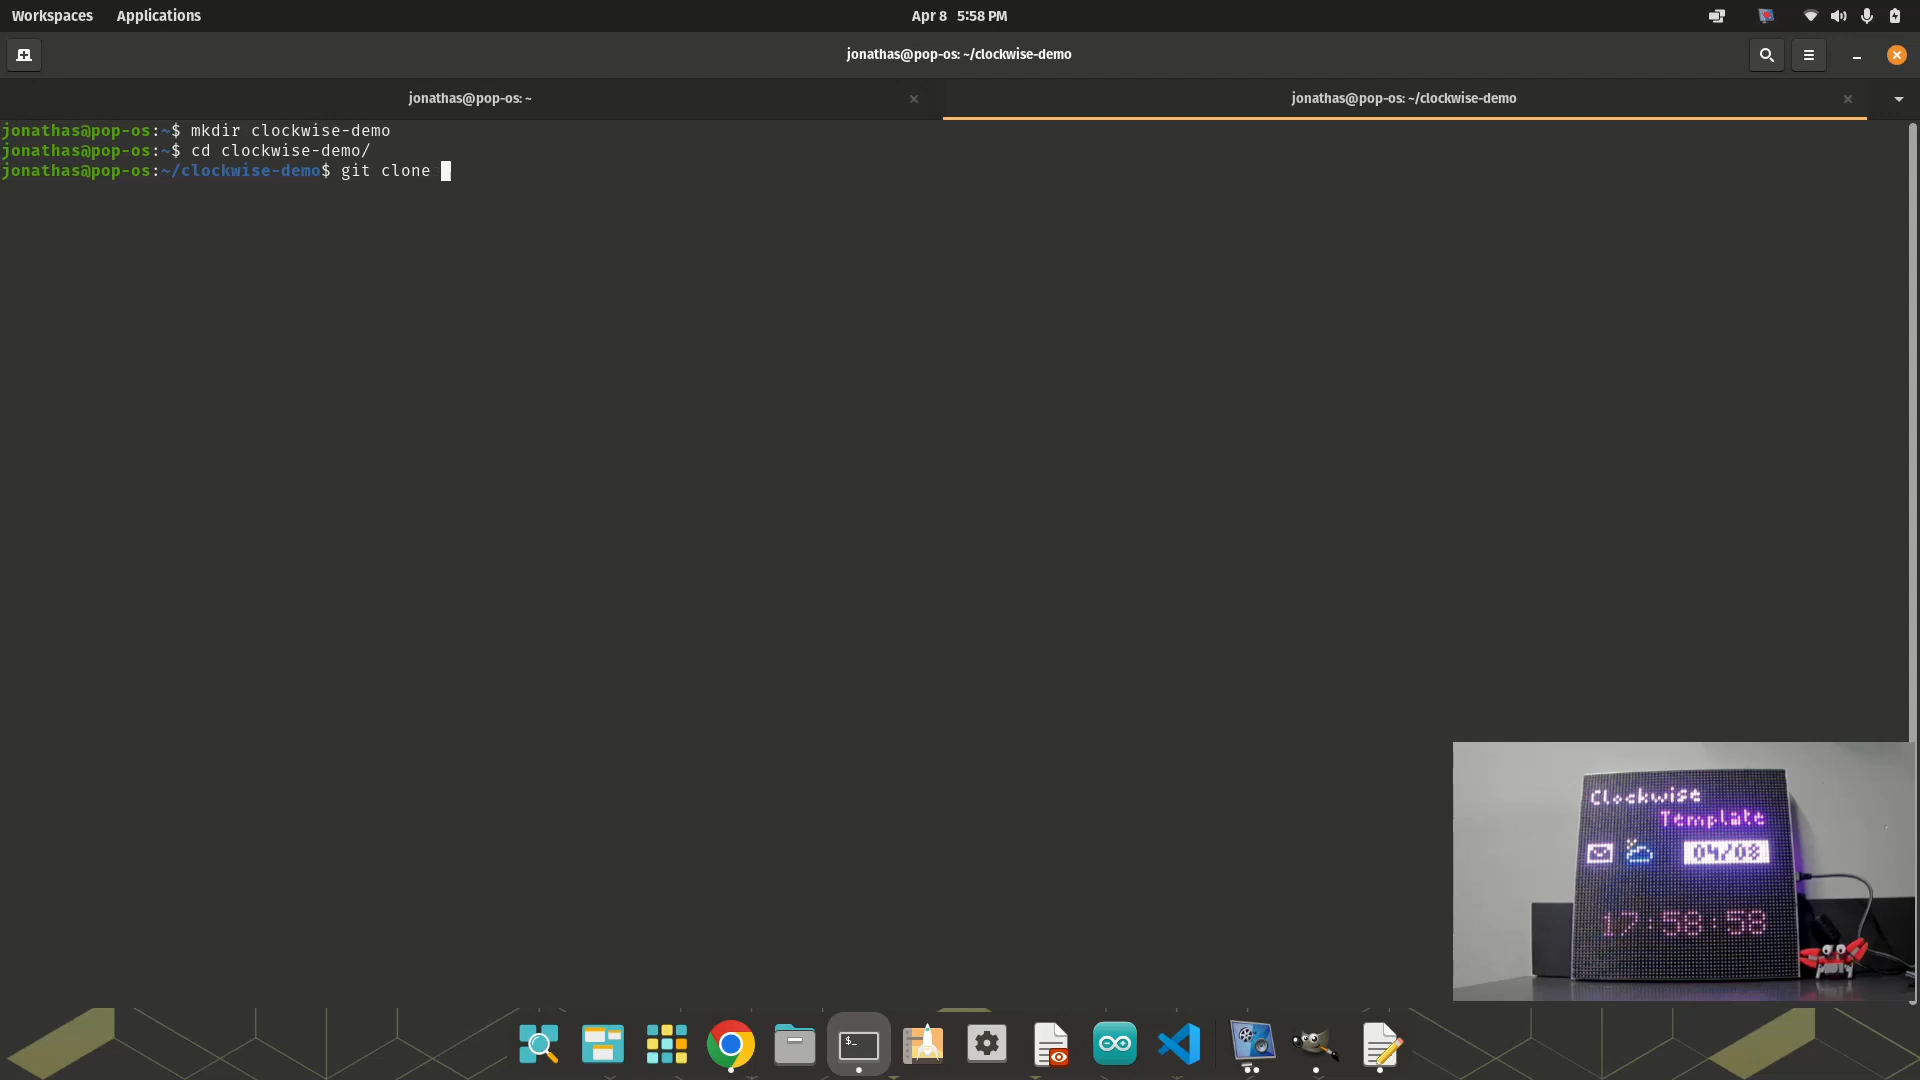 Workspaces Applications Apr 8 5:58 PM
jonathas@pop-os: ~/clockwise-demo
jonathas@pop-os: ~ jonathas@pop-os: ~/clockwise-demo
jonathas@pop-os:~$ mkdir clockwise-demo
jonathas@pop-os:~$ cd clockwise-demo/
jonathas@pop-os:~/clockwise-demo$ git clone
Clockwise
Template
04/08
17:58:58
$_